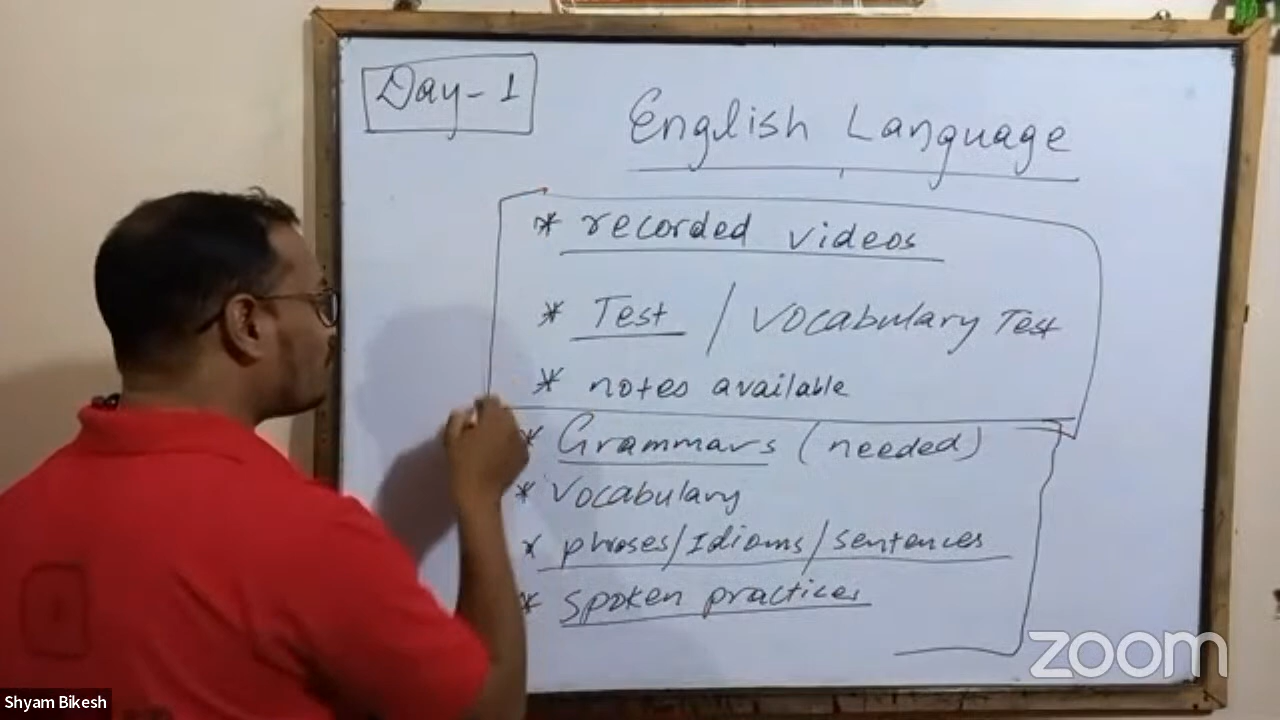 Day-1
English Language
* recorded videos
* Test / Vocabulary Test
* notes available
* Grammars (needed)
* Vocabulary
* phrases/Idioms/sentences
* Spoken practices
zoom
Shyam Bikesh